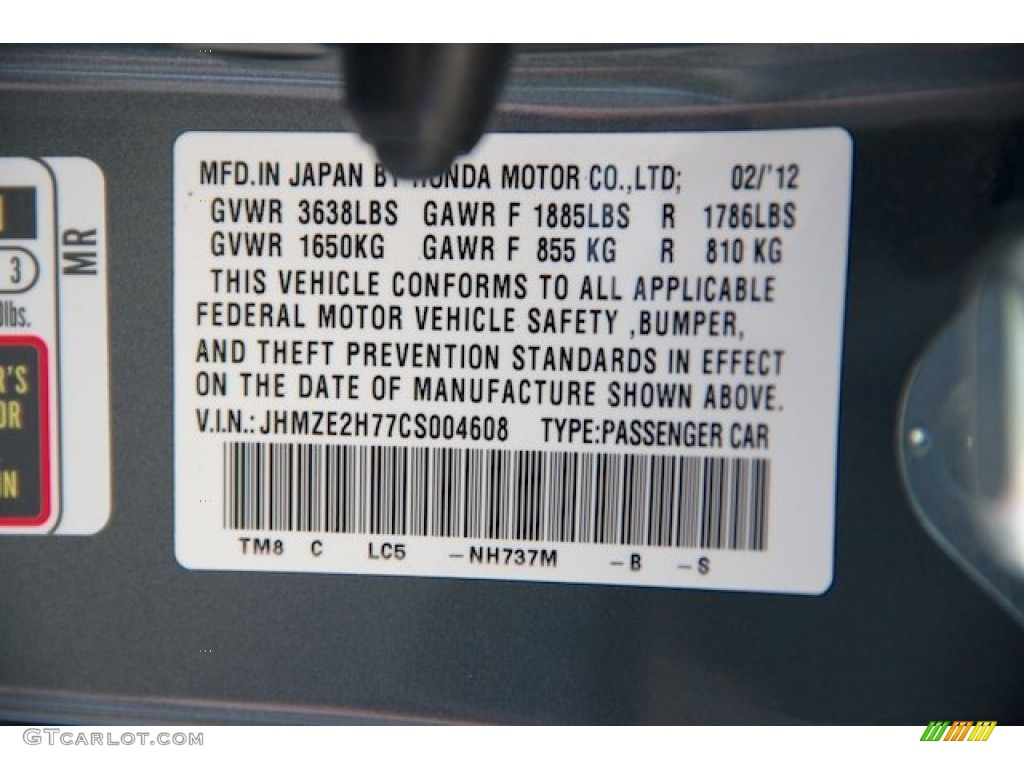 MFD.IN JAPAN BY HONDA MOTOR CO.,LTD; 02/'12
GVWR 3638LBS GAWR F 1885LBS R 1786LBS
GVWR 1650KG GAWR F 855 KG R 810 KG
THIS VEHICLE CONFORMS TO ALL APPLICABLE
FEDERAL MOTOR VEHICLE SAFETY ,BUMPER,
AND THEFT PREVENTION STANDARDS IN EFFECT
ON THE DATE OF MANUFACTURE SHOWN ABOVE.
V.I.N.:JHMZE2H77CS004608 TYPE:PASSENGER CAR
TM8 C LC5 -NH737M -B -S
MR
3
lbs.
GTCARLOT.COM